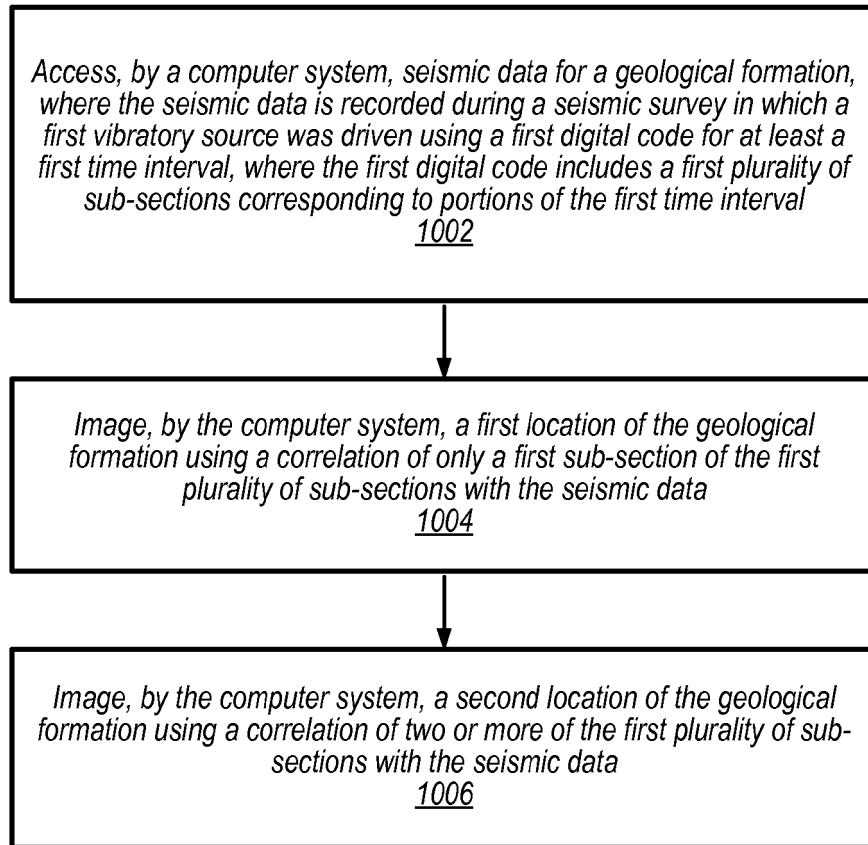 Access, by a computer system, seismic data for a geological formation,
where the seismic data is recorded during a seismic survey in which a
first vibratory source was driven using a first digital code for at least a
first time interval, where the first digital code includes a first plurality of
sub-sections corresponding to portions of the first time interval
1002
Image, by the computer system, a first location of the geological
formation using a correlation of only a first sub-section of the first
plurality of sub-sections with the seismic data
1004
Image, by the computer system, a second location of the geological
formation using a correlation of two or more of the first plurality of sub-
sections with the seismic data
1006